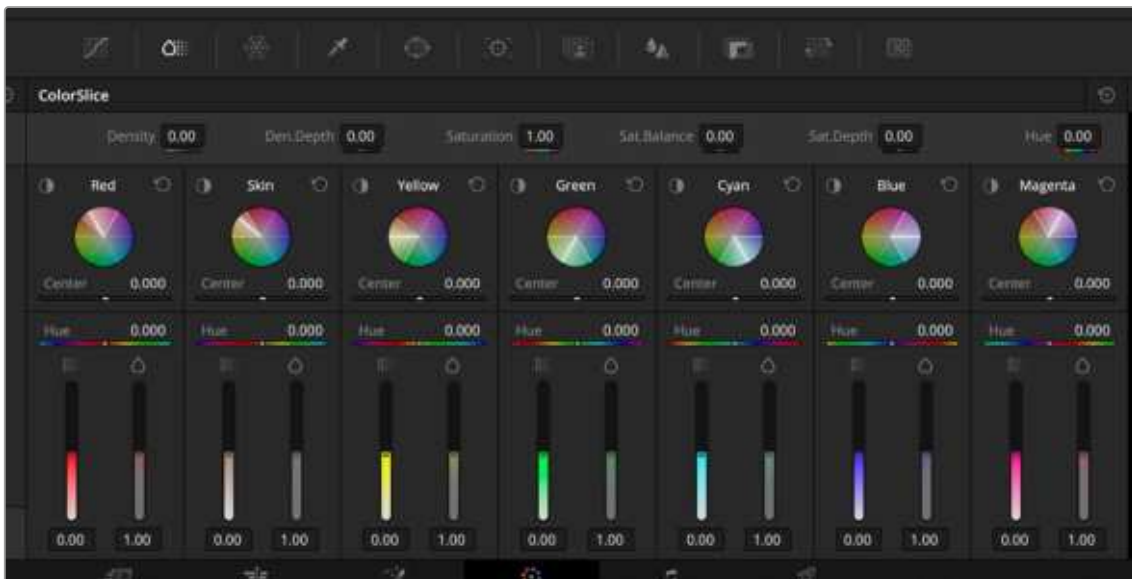 ColorSlice
Density 0.00 Den.Depth 0.00 Saturation 1.00 Sat.Balance 0.00 Sat.Depth 0.00 Hue 0.00
Red Skin Yellow Green Cyan Blue Magenta
Center 0.000 Center 0.000 Center 0.000 Center 0.000 Center 0.000 Center 0.000 Center 0.000
Hue 0.000 Hue 0.000 Hue 0.000 Hue 0.000 Hue 0.000 Hue 0.000 Hue 0.000
0.00 1.00 0.00 1.00 0.00 1.00 0.00 1.00 0.00 1.00 0.00 1.00 0.00 1.00